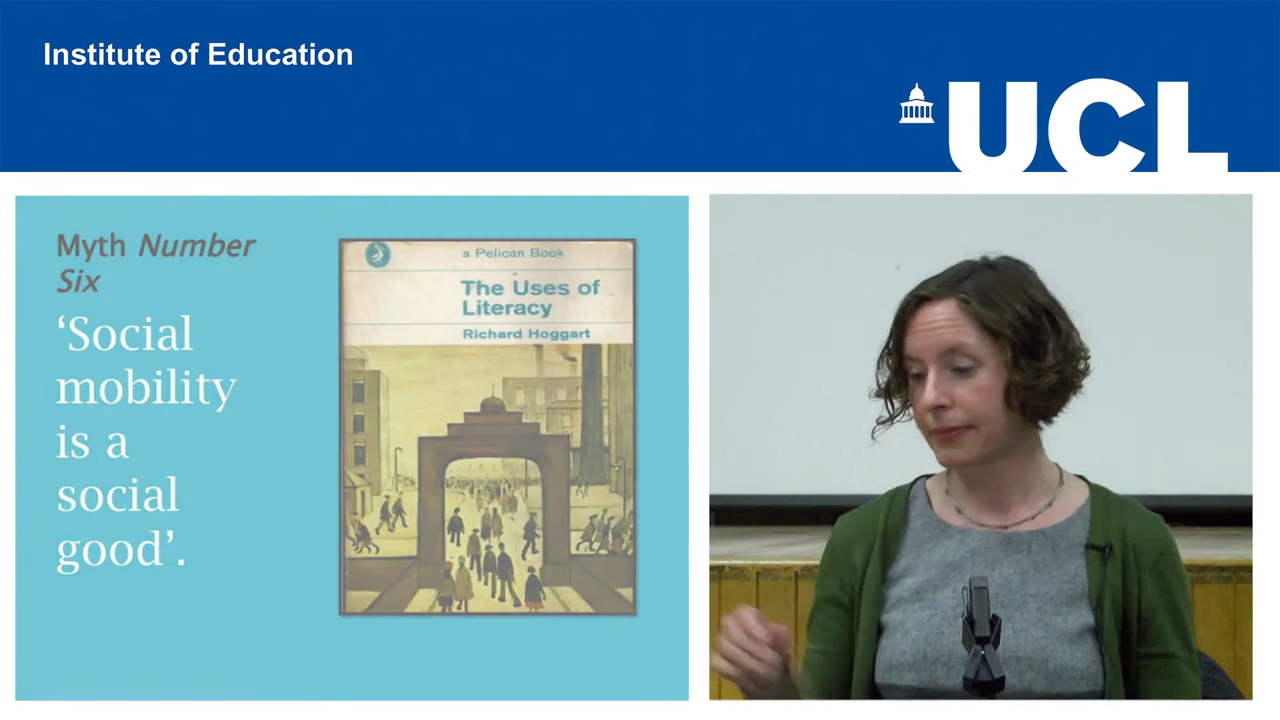 Institute of Education
UCL
Myth Number
Six
‘Social
mobility
is a
social
good’.
a Pelican Book
The Uses of
Literacy
Richard Hoggart